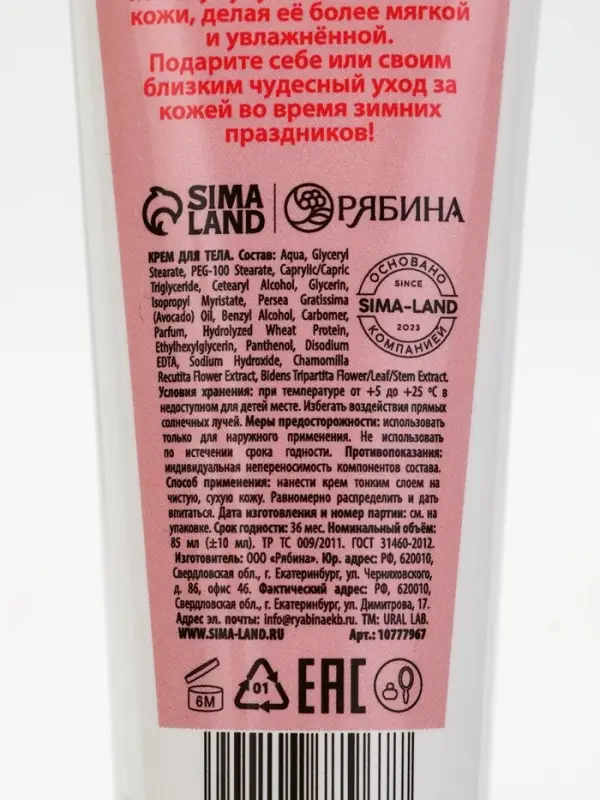 кожи, делая её более мягкой
и увлажнённой.
Подарите себе или своим
близким чудесный уход за
кожей во время зимних
праздников!
SIMA LAND РЯБИНА
КРЕМ ДЛЯ ТЕЛА. Состав: Aqua, Glyceryl
Stearate, PEG-100 Stearate, Caprylic/Capric
Triglyceride, Cetearyl Alcohol, Glycerin,
Isopropyl Myristate, Persea Gratissima
(Avocado) Oil, Benzyl Alcohol, Carbomer,
Parfum, Hydrolyzed Wheat Protein,
Ethylhexylglycerin, Panthenol, Disodium
EDTA, Sodium Hydroxide, Chamomilla
Recutita Flower Extract, Bidens Tripartita Flower/Leaf/Stem Extract.
ОСНОВАНО
SINCE
SIMA-LAND
2023
КОМПАНИЕЙ
Условия хранения: при температуре от +5 до +25 °С в
недоступном для детей месте. Избегать воздействия прямых
солнечных лучей. Меры предосторожности: использовать
только для наружного применения. Не использовать
по истечении срока годности. Противопоказания:
индивидуальная непереносимость компонентов состава.
Способ применения: нанести крем тонким слоем на
чистую, сухую кожу. Равномерно распределить и дать
впитаться. Дата изготовления и номер партии: см. на
упаковке. Срок годности: 36 мес. Номинальный объём:
85 мл (±10 мл). ТР ТС 009/2011. ГОСТ 31460-2012.
Изготовитель: ООО «Рябина». Юр. адрес: РФ, 620010,
Свердловская обл., г. Екатеринбург, ул. Черняховского,
д. 86, офис 46. Фактический адрес: РФ, 620010,
Свердловская обл., г. Екатеринбург, ул. Димитрова, 17.
Адрес эл. почты: info@ryabinaekb.ru. ТМ: URAL LAB.
WWW.SIMA-LAND.RU Арт.: 10777967
6M 01 EAC